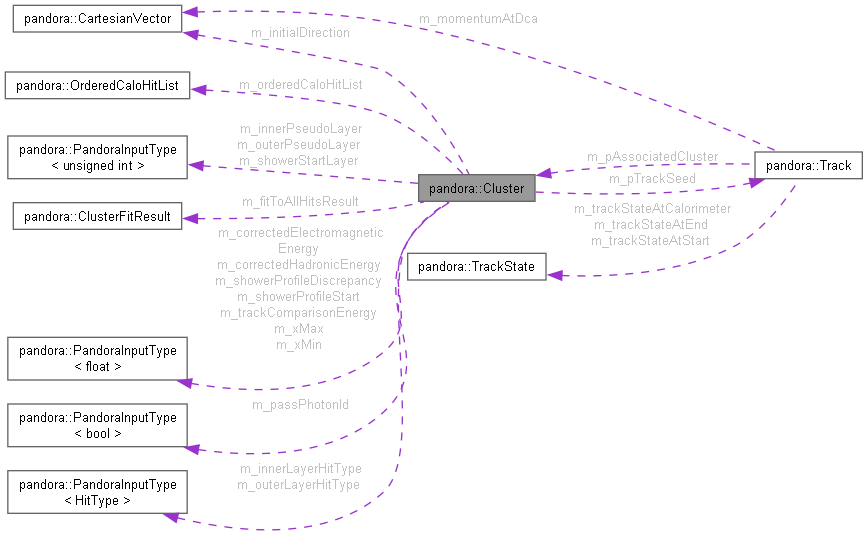 pandora::CartesianVector
m_momentumAtDca
m_initialDirection
pandora::OrderedCaloHitList
m_orderedCaloHitList
pandora::PandoraInputType
< unsigned int >
m_innerPseudoLayer
m_outerPseudoLayer
m_showerStartLayer
m_pAssociatedCluster
pandora::Track
m_pTrackSeed
pandora::Cluster
pandora::ClusterFitResult
m_fitToAllHitsResult
m_trackStateAtCalorimeter
m_trackStateAtEnd
m_trackStateAtStart
m_correctedElectromagnetic
Energy
m_correctedHadronicEnergy
m_showerProfileDiscrepancy
m_showerProfileStart
m_trackComparisonEnergy
m_xMax
m_xMin
pandora::TrackState
pandora::PandoraInputType
< float >
m_passPhotonId
pandora::PandoraInputType
< bool >
m_innerLayerHitType
m_outerLayerHitType
pandora::PandoraInputType
< HitType >